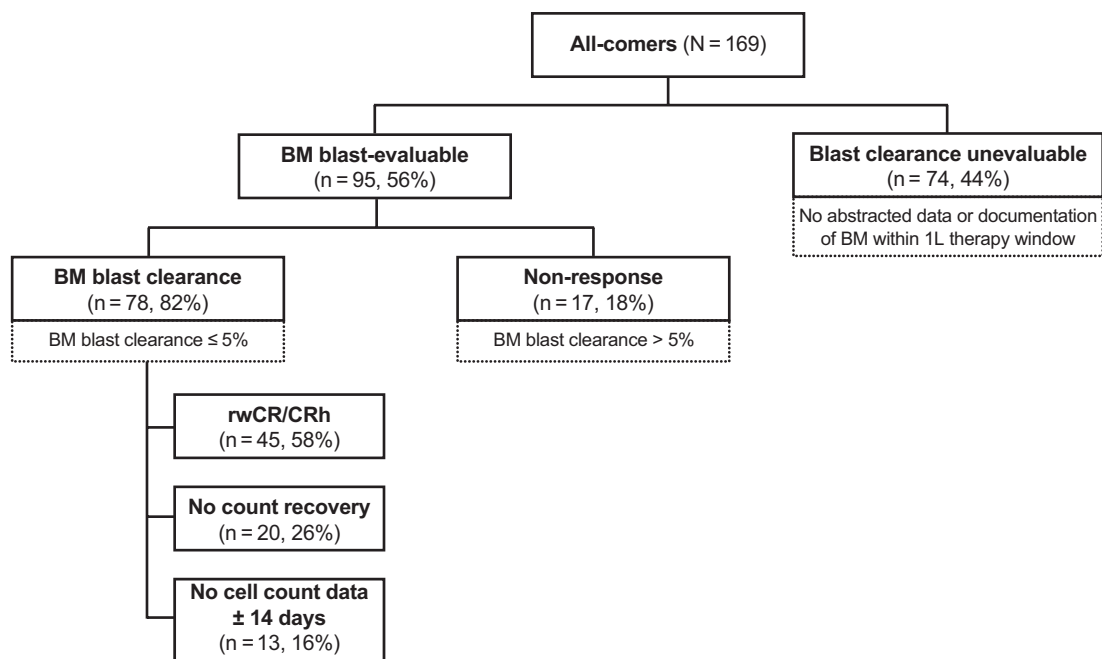 All-comers (N = 169)
BM blast-evaluable
(n = 95, 56%)
Blast clearance unevaluable
(n = 74, 44%)
No abstracted data or documentation
of BM within 1L therapy window
BM blast clearance
(n = 78, 82%)
BM blast clearance ≤ 5%
Non-response
(n = 17, 18%)
BM blast clearance > 5%
rwCR/CRh
(n = 45, 58%)
No count recovery
(n = 20, 26%)
No cell count data
± 14 days
(n = 13, 16%)